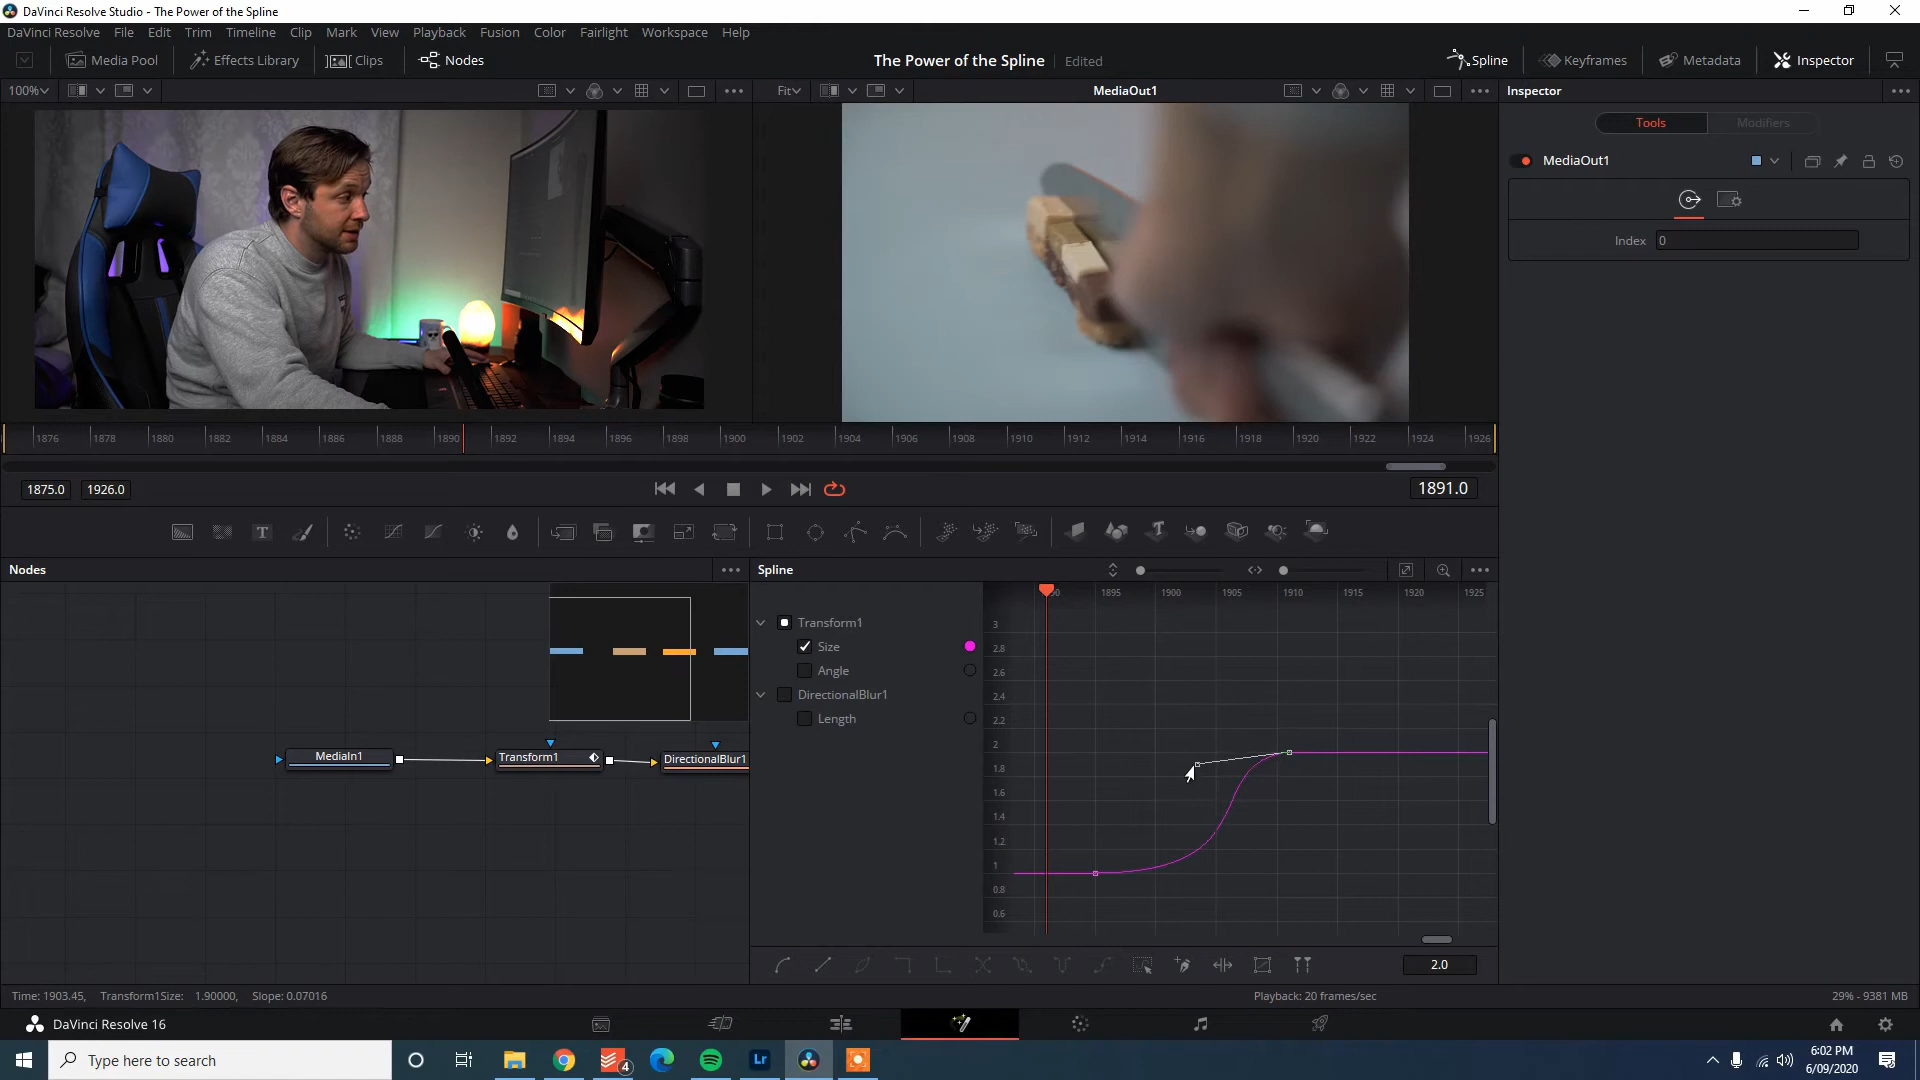 DaVinci Resolve Studio - The Power of the Spline
DaVinci Resolve File Edit Trim Timeline Clip Mark View Playback Fusion Color Fairlight Workspace Help
Media Pool Effects Library Clips Nodes The Power of the Spline Edited Spline Keyframes Metadata Inspector
100% Fit MediaOut1 Inspector
Tools Modifiers
MediaOut1
Index 0
1876 1878 1880 1882 1884 1886 1888 1890 1892 1894 1896 1898 1900 1902 1904 1906 1908 1910 1912 1914 1916 1918 1920 1922 1924 1926
1875.0 1926.0 1891.0
Nodes Spline
1895 1900 1905 1910 1915 1920 1925
Transform1
Size
Angle
DirectionalBlur1
Length
3
2.8
2.6
2.4
2.2
2
1.8
1.6
1.4
1.2
1
0.8
0.6
MediaIn1 Transform1 DirectionalBlur1
2.0
Time: 1903.45, Transform1Size: 1.90000, Slope: 0.07016 Playback: 20 frames/sec 29% - 9381 MB
DaVinci Resolve 16
Type here to search 4 Lr 6:02 PM
6/09/2020